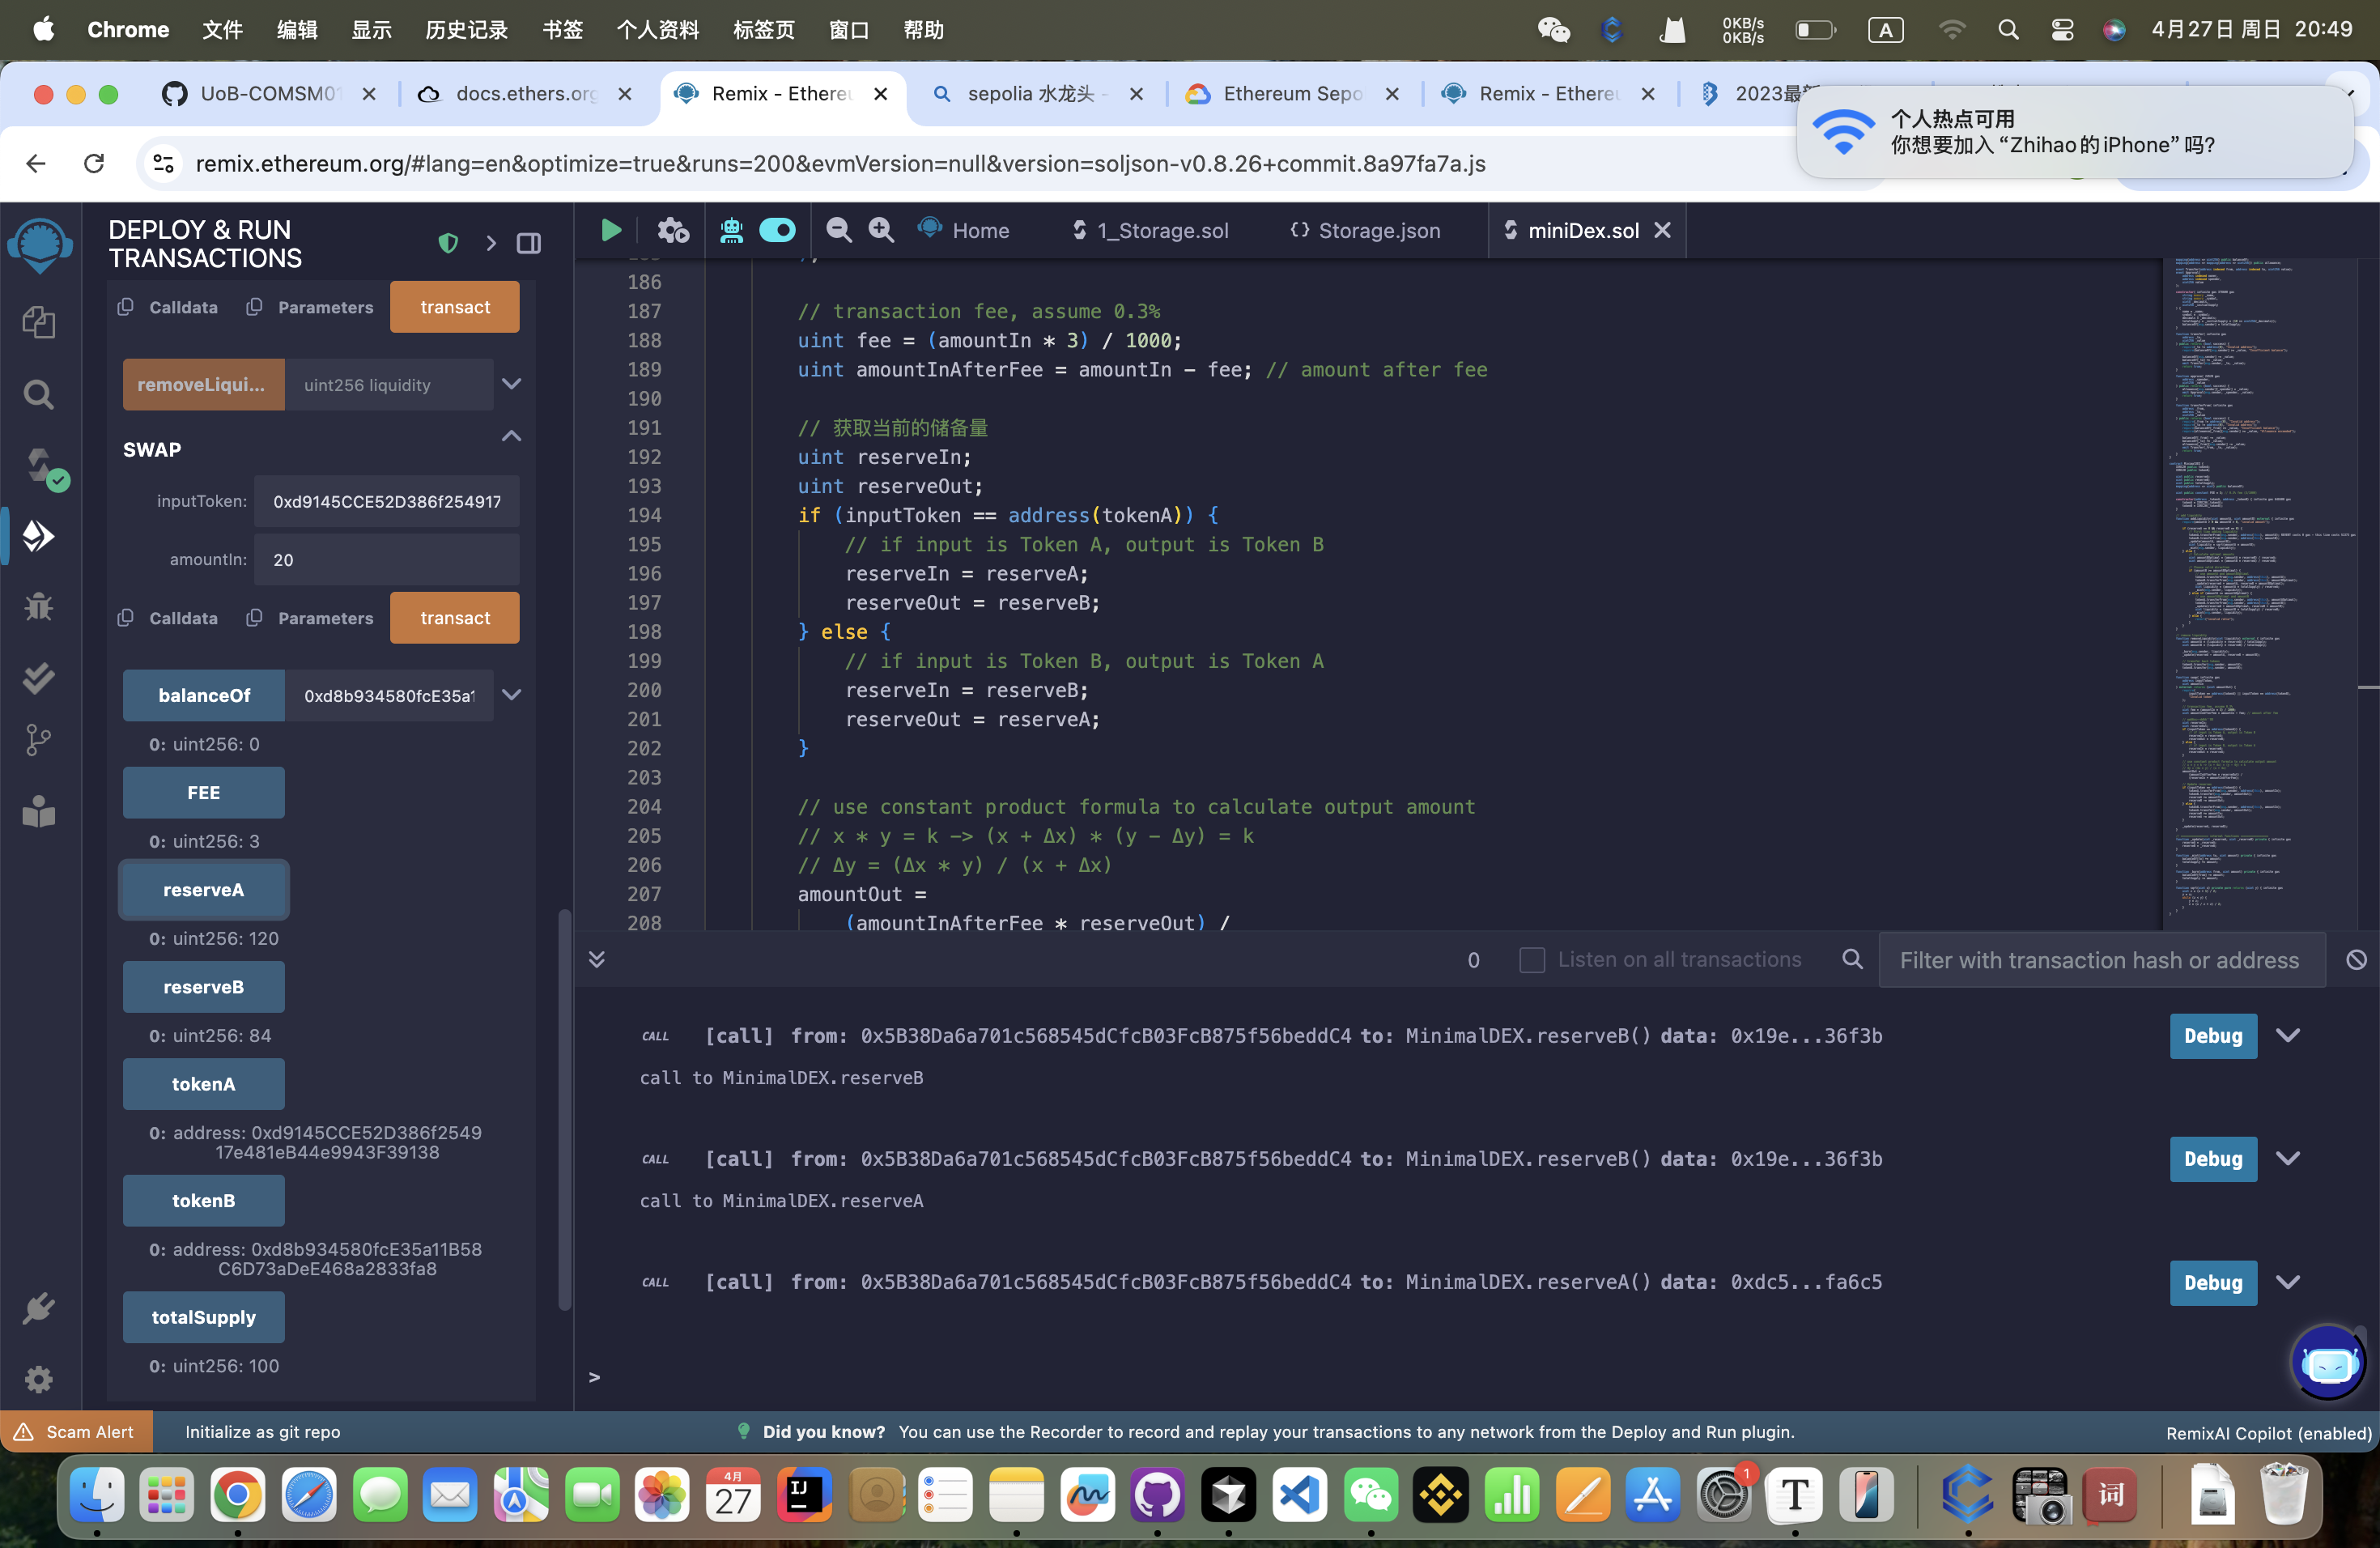 Chrome 文件 编辑 显示 历史记录 书签 个人资料 标签页 窗口 帮助 0KB/s 0KB/s A 4月27日 周日 20:49
UoB-COMSM01 docs.ethers.org Remix - Ethereu sepolia 水龙头 - Ethereum Sepo Remix - Ethereu 2023最新
个人热点可用
你想要加入 “Zhihao的iPhone” 吗?
remix.ethereum.org/#lang=en&optimize=true&runs=200&evmVersion=null&version=soljson-v0.8.26+commit.8a97fa7a.js
DEPLOY & RUN
TRANSACTIONS
Calldata Parameters transact
removeLiqui... uint256 liquidity
SWAP
inputToken: 0xd9145CCE52D386f254917
amountIn: 20
Calldata Parameters transact
balanceOf 0xd8b934580fcE35a1
0: uint256: 0
FEE
0: uint256: 3
reserveA
0: uint256: 120
reserveB
0: uint256: 84
tokenA
0: address: 0xd9145CCE52D386f2549
17e481eB44e9943F39138
tokenB
0: address: 0xd8b934580fcE35a11B58
C6D73aDeE468a2833fa8
totalSupply
0: uint256: 100
Home 1_Storage.sol Storage.json miniDex.sol
186
187 // transaction fee, assume 0.3%
188 uint fee = (amountIn * 3) / 1000;
189 uint amountInAfterFee = amountIn - fee; // amount after fee
190
191 // 获取当前的储备量
192 uint reserveIn;
193 uint reserveOut;
194 if (inputToken == address(tokenA)) {
195 // if input is Token A, output is Token B
196 reserveIn = reserveA;
197 reserveOut = reserveB;
198 } else {
199 // if input is Token B, output is Token A
200 reserveIn = reserveB;
201 reserveOut = reserveA;
202 }
203
204 // use constant product formula to calculate output amount
205 // x * y = k -> (x + Δx) * (y - Δy) = k
206 // Δy = (Δx * y) / (x + Δx)
207 amountOut =
208 (amountInAfterFee * reserveOut) /
0 Listen on all transactions Filter with transaction hash or address
CALL [call] from: 0x5B38Da6a701c568545dCfcB03FcB875f56beddC4 to: MinimalDEX.reserveB() data: 0x19e...36f3b Debug
call to MinimalDEX.reserveB
CALL [call] from: 0x5B38Da6a701c568545dCfcB03FcB875f56beddC4 to: MinimalDEX.reserveB() data: 0x19e...36f3b Debug
call to MinimalDEX.reserveA
CALL [call] from: 0x5B38Da6a701c568545dCfcB03FcB875f56beddC4 to: MinimalDEX.reserveA() data: 0xdc5...fa6c5 Debug
>
Scam Alert Initialize as git repo Did you know? You can use the Recorder to record and replay your transactions to any network from the Deploy and Run plugin. RemixAI Copilot (enabled)
4月
27 IJ 1 T 词